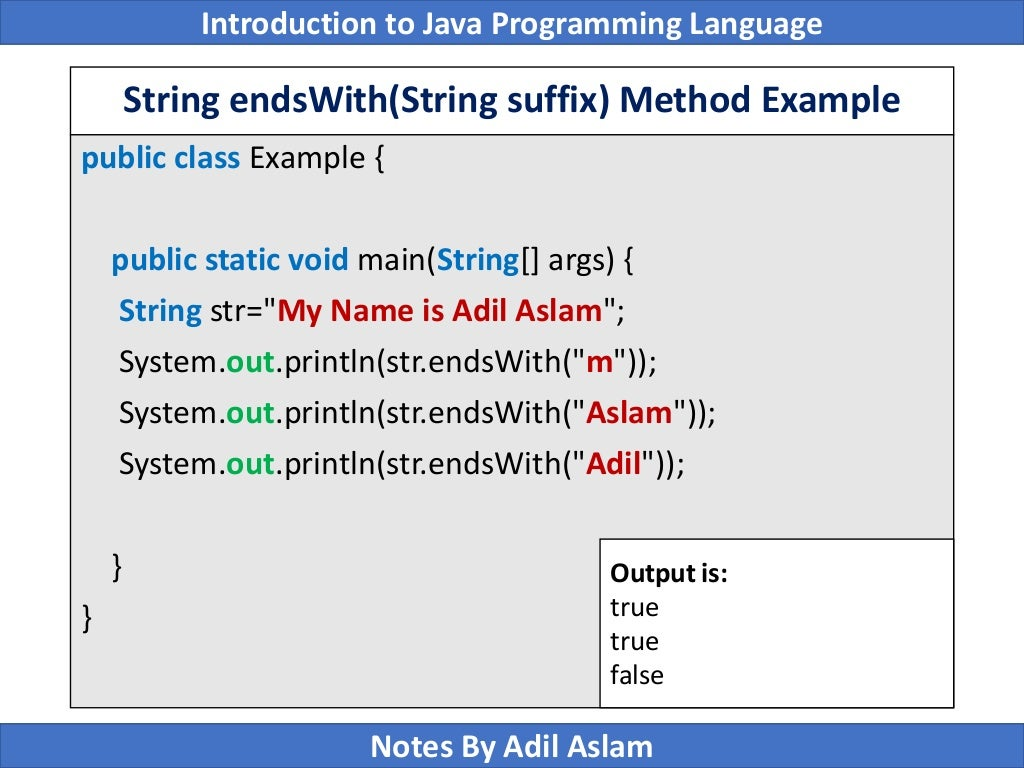 Introduction to Java Programming Language
String endsWith(String suffix) Method Example
public class Example {
public static void main(String[] args) {
String str="My Name is Adil Aslam";
System.out.println(str.endsWith("m"));
System.out.println(str.endsWith("Aslam"));
System.out.println(str.endsWith("Adil"));
}
}
Output is:
true
true
false
Notes By Adil Aslam